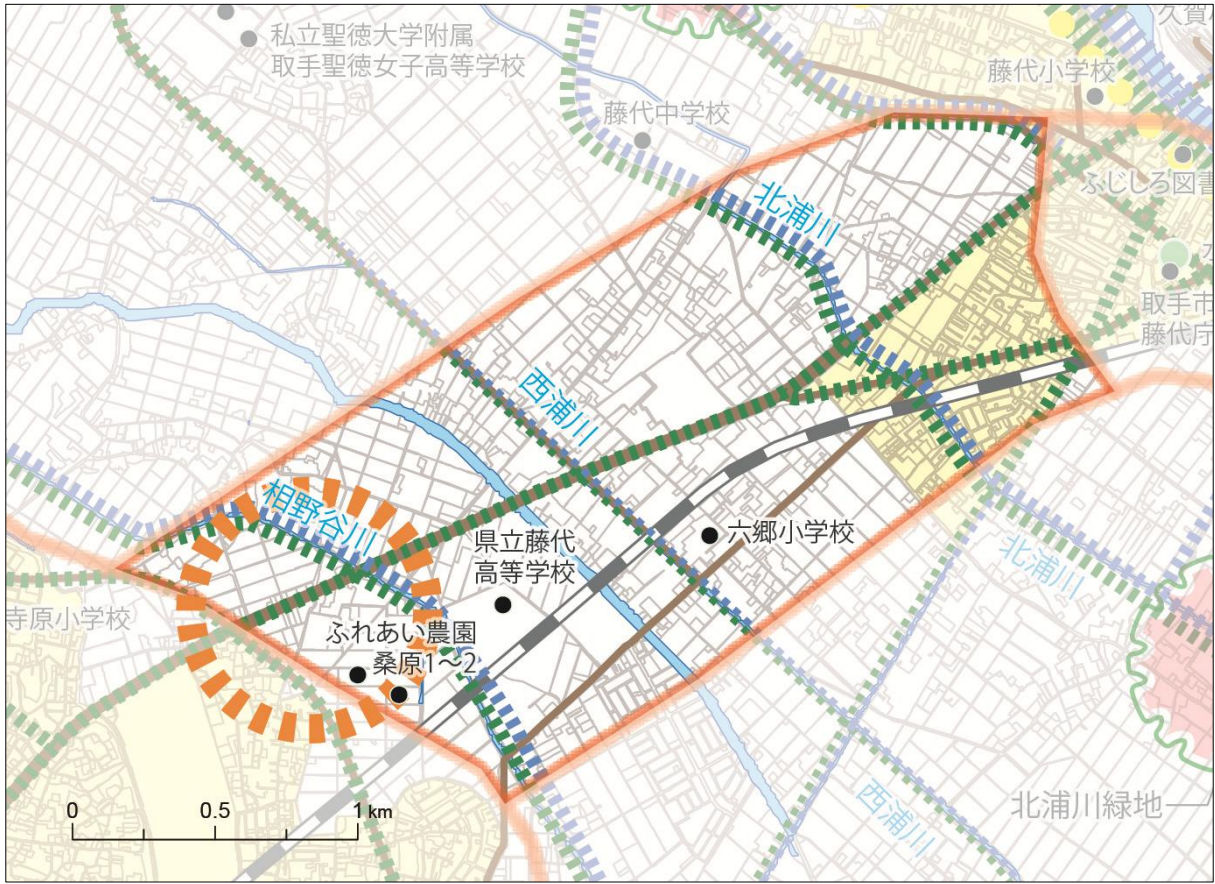 久賀
私立聖徳大学附属
取手聖徳女子高等学校
藤代小学校
藤代中学校
ふじしろ図書
北浦川
取手市
藤代庁
西浦川
相野谷川
県立藤代
高等学校
六郷小学校
北浦川
寺原小学校
ふれあい農園
桑原1〜2
西浦川
北浦川緑地
0 0.5 1 km